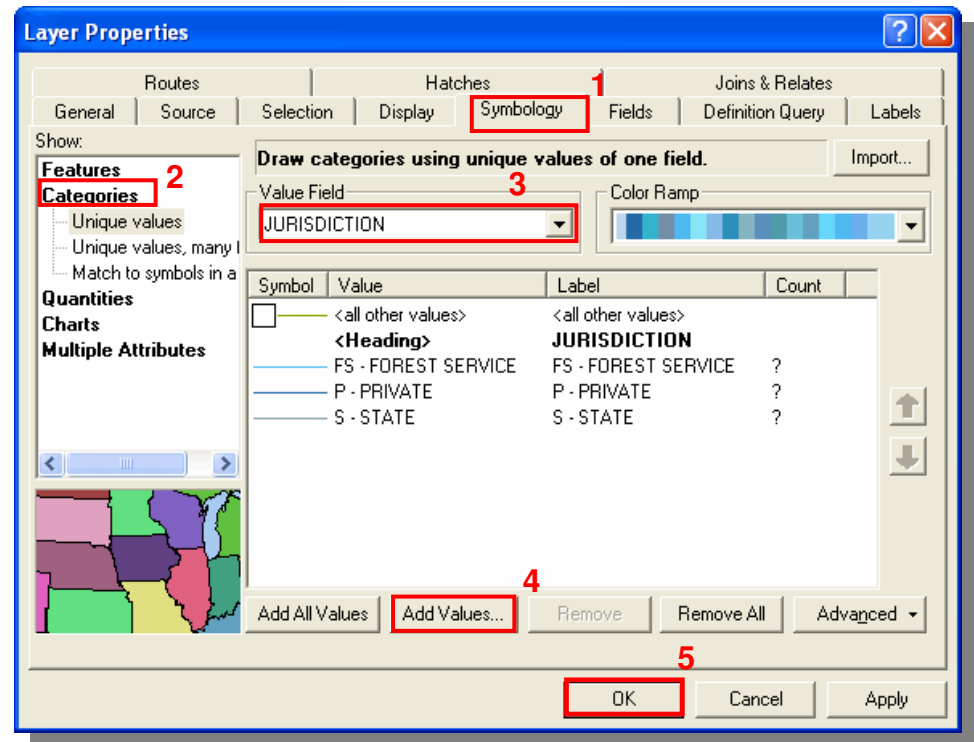 Layer Properties
Routes Hatches 1 Joins & Relates
General Source Selection Display Symbology Fields Definition Query Labels
Show:
Features
Categories 2
Unique values
Unique values, many
Match to symbols in a
Quantities
Charts
Multiple Attributes
Draw categories using unique values of one field.
Import...
Value Field 3
JURISDICTION
Color Ramp
Symbol Value Label Count
<all other values> <all other values>
<Heading> JURISDICTION
FS - FOREST SERVICE FS - FOREST SERVICE ?
P - PRIVATE P - PRIVATE ?
S - STATE S - STATE ?
4
Add All Values Add Values... Remove Remove All Advanced
5
OK Cancel Apply